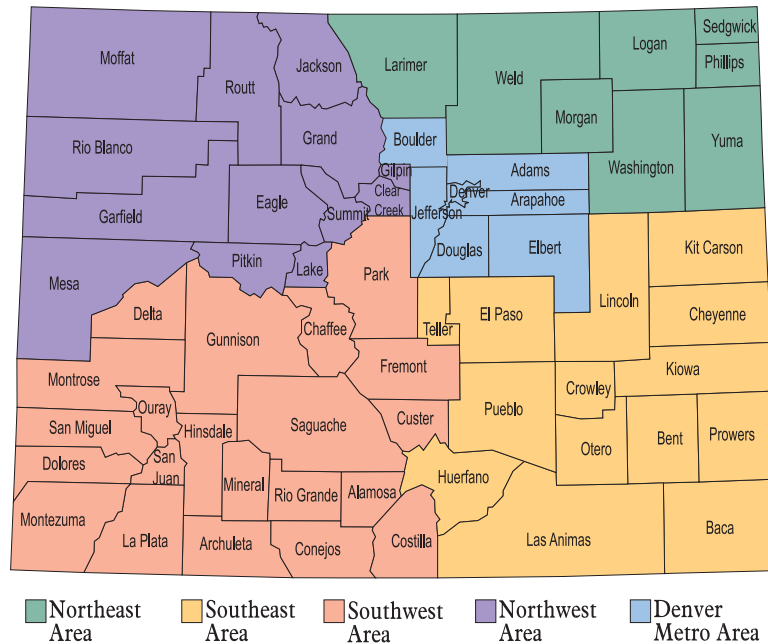 Sedgwick
Logan
Moffat
Jackson
Larimer
Phillips
Weld
Routt
Morgan
Grand
Boulder
Yuma
Rio Blanco
Gilpin
Adams
Washington
Denver
Clear
Creek
Eagle
Arapahoe
Garfield
Summit
Jefferson
Elbert
Kit Carson
Douglas
Pitkin
Lake
Park
Mesa
Lincoln
Delta
El Paso
Cheyenne
Chaffee
Teller
Gunnison
Fremont
Kiowa
Montrose
Crowley
Ouray
Pueblo
Custer
San Miguel
Hinsdale
Saguache
Prowers
Bent
Otero
Dolores
San
Juan
Huerfano
Mineral
Rio Grande
Alamosa
Montezuma
La Plata
Archuleta
Conejos
Costilla
Las Animas
Baca
Northeast
Area
Southeast
Area
Southwest
Area
Northwest
Area
Denver
Metro Area